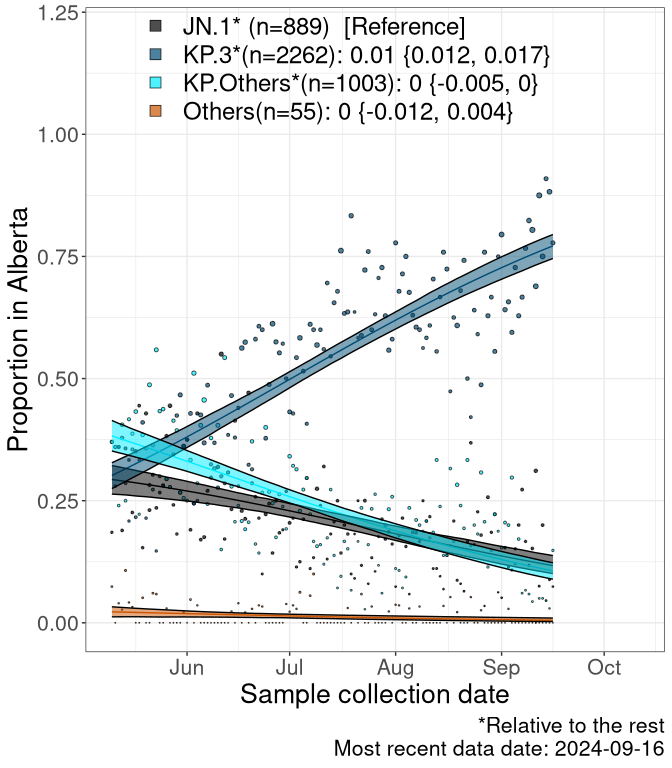 1.25
JN.1* (n=889)  [Reference]
KP.3*(n=2262): 0.01 {0.012, 0.017}
KP.Others*(n=1003): 0 {-0.005, 0}
Others(n=55): 0 {-0.012, 0.004}
1.00
0.75
0.50
0.25
0.00
Proportion in Alberta
Jun Jul Aug Sep Oct
Sample collection date
*Relative to the rest
Most recent data date: 2024-09-16